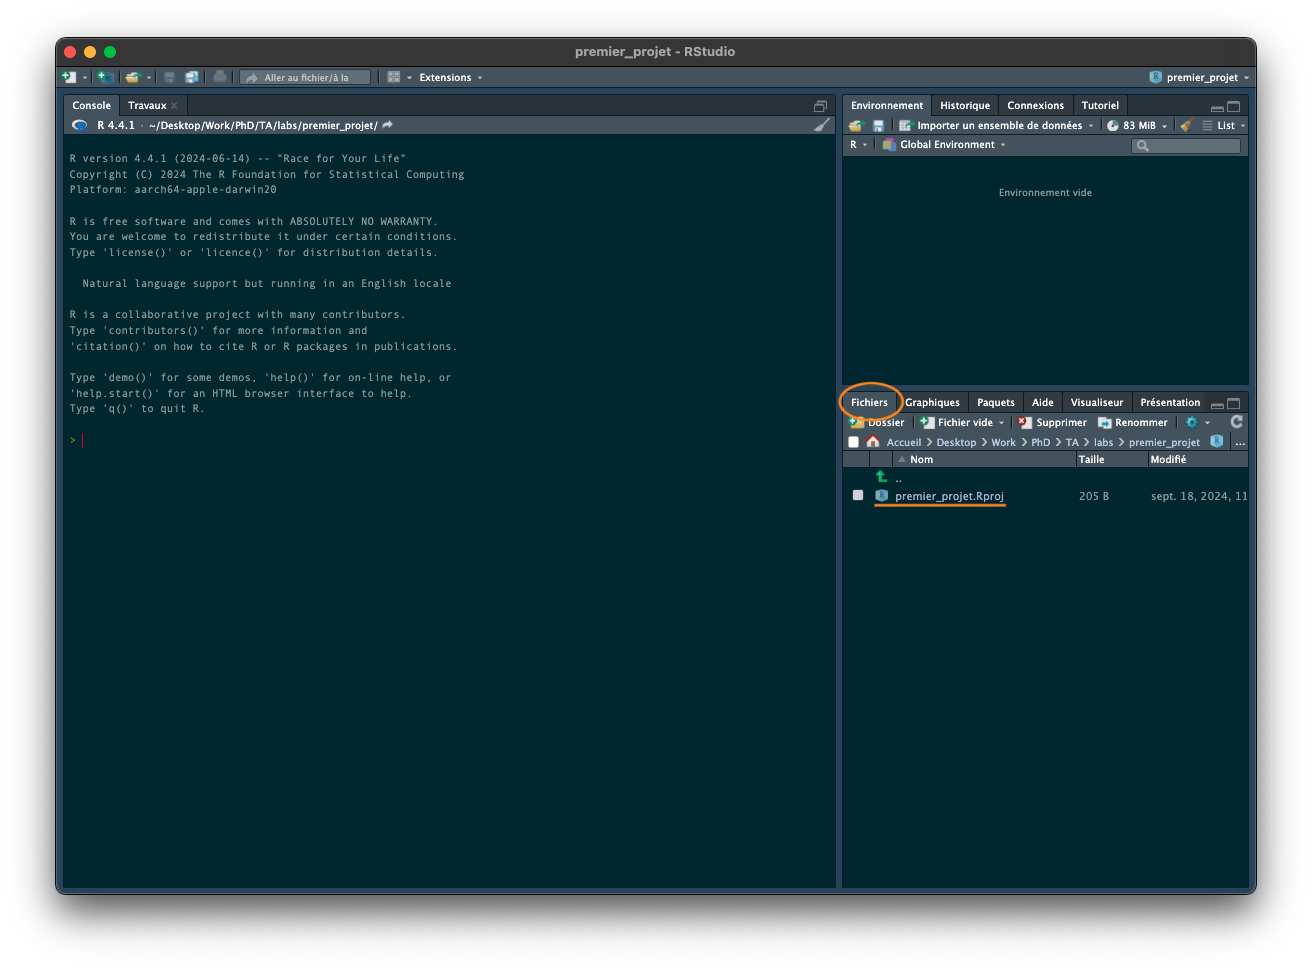 premier_projet - RStudio
Aller au fichier/à la
Extensions
premier_projet
Console Travaux
R 4.4.1 · ~/Desktop/Work/PhD/TA/labs/premier_projet/
R version 4.4.1 (2024-06-14) -- "Race for Your Life"
Copyright (C) 2024 The R Foundation for Statistical Computing
Platform: aarch64-apple-darwin20
R is free software and comes with ABSOLUTELY NO WARRANTY.
You are welcome to redistribute it under certain conditions.
Type 'license()' or 'licence()' for distribution details.
Natural language support but running in an English locale
R is a collaborative project with many contributors.
Type 'contributors()' for more information and
'citation()' on how to cite R or R packages in publications.
Type 'demo()' for some demos, 'help()' for on-line help, or
'help.start()' for an HTML browser interface to help.
Type 'q()' to quit R.
>
Environnement Historique Connexions Tutoriel
Importer un ensemble de données 83 MiB List
R Global Environment
Environnement vide
Fichiers Graphiques Paquets Aide Visualiseur Présentation
Dossier Fichier vide Supprimer Renommer
Accueil > Desktop > Work > PhD > TA > labs > premier_projet ...
Nom Taille Modifié
..
premier_projet.Rproj 205 B sept. 18, 2024, 11